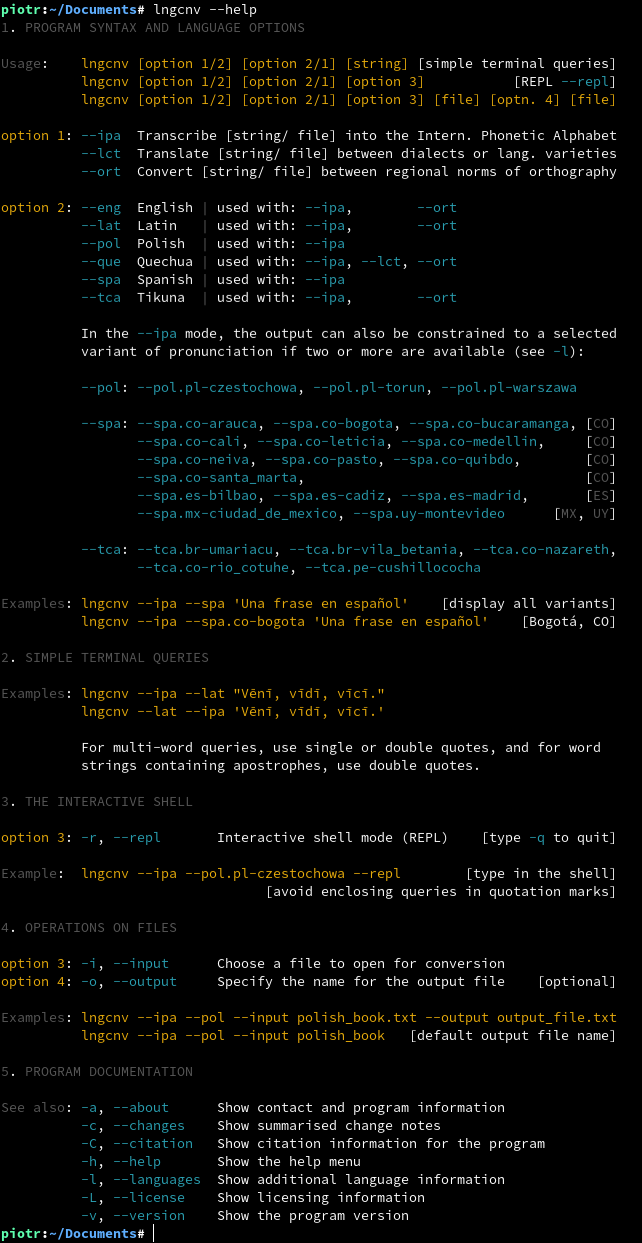 piotr:~/Documents# lngcnv --help
1. PROGRAM SYNTAX AND LANGUAGE OPTIONS
Usage:    lngcnv [option 1/2] [option 2/1] [string] [simple terminal queries]
          lngcnv [option 1/2] [option 2/1] [option 3]           [REPL --repl]
          lngcnv [option 1/2] [option 2/1] [option 3] [file] [optn. 4] [file]
option 1: --ipa  Transcribe [string/ file] into the Intern. Phonetic Alphabet
          --lct  Translate [string/ file] between dialects or lang. varieties
          --ort  Convert [string/ file] between regional norms of orthography
option 2: --eng  English | used with: --ipa,        --ort
          --lat  Latin   | used with: --ipa,        --ort
          --pol  Polish  | used with: --ipa
          --que  Quechua | used with: --ipa, --lct, --ort
          --spa  Spanish | used with: --ipa
          --tca  Tikuna  | used with: --ipa,        --ort
          In the --ipa mode, the output can also be constrained to a selected
          variant of pronunciation if two or more are available (see -l):
          --pol: --pol.pl-czestochowa, --pol.pl-torun, --pol.pl-warszawa
          --spa: --spa.co-arauca, --spa.co-bogota, --spa.co-bucaramanga, [CO]
                 --spa.co-cali, --spa.co-leticia, --spa.co-medellin,     [CO]
                 --spa.co-neiva, --spa.co-pasto, --spa.co-quibdo,        [CO]
                 --spa.co-santa_marta,                                   [CO]
                 --spa.es-bilbao, --spa.es-cadiz, --spa.es-madrid,       [ES]
                 --spa.mx-ciudad_de_mexico, --spa.uy-montevideo      [MX, UY]
          --tca: --tca.br-umariacu, --tca.br-vila_betania, --tca.co-nazareth,
                 --tca.co-rio_cotuhe, --tca.pe-cushillococha
Examples: lngcnv --ipa --spa 'Una frase en español'    [display all variants]
          lngcnv --ipa --spa.co-bogota 'Una frase en español'    [Bogotá, CO]
2. SIMPLE TERMINAL QUERIES
Examples: lngcnv --ipa --lat "Vēnī, vīdī, vīcī."
          lngcnv --lat --ipa 'Vēnī, vīdī, vīcī.'
          For multi-word queries, use single or double quotes, and for word
          strings containing apostrophes, use double quotes.
3. THE INTERACTIVE SHELL
option 3: -r, --repl       Interactive shell mode (REPL)    [type -q to quit]
Example:  lngcnv --ipa --pol.pl-czestochowa --repl        [type in the shell]
                                 [avoid enclosing queries in quotation marks]
4. OPERATIONS ON FILES
option 3: -i, --input      Choose a file to open for conversion
option 4: -o, --output     Specify the name for the output file    [optional]
Examples: lngcnv --ipa --pol --input polish_book.txt --output output_file.txt
          lngcnv --ipa --pol --input polish_book   [default output file name]
5. PROGRAM DOCUMENTATION
See also: -a, --about      Show contact and program information
          -c, --changes    Show summarised change notes
          -C, --citation   Show citation information for the program
          -h, --help       Show the help menu
          -l, --languages  Show additional language information
          -L, --license    Show licensing information
          -v, --version    Show the program version
piotr:~/Documents#